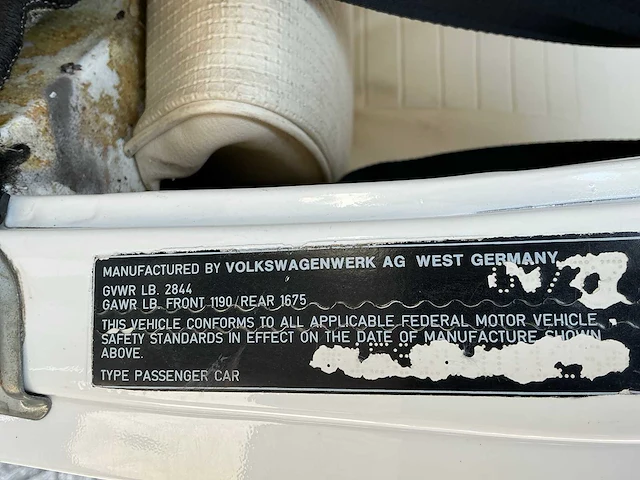 MANUFACTURED BY VOLKSWAGENWERK AG WEST GERMANY
GVWR LB. 2844
GAWR LB. FRONT 1190/REAR 1675
THIS VEHICLE CONFORMS TO ALL APPLICABLE FEDERAL MOTOR VEHICLE
SAFETY STANDARDS IN EFFECT ON THE DATE OF MANUFACTURE SHOWN
ABOVE.
TYPE PASSENGER CAR